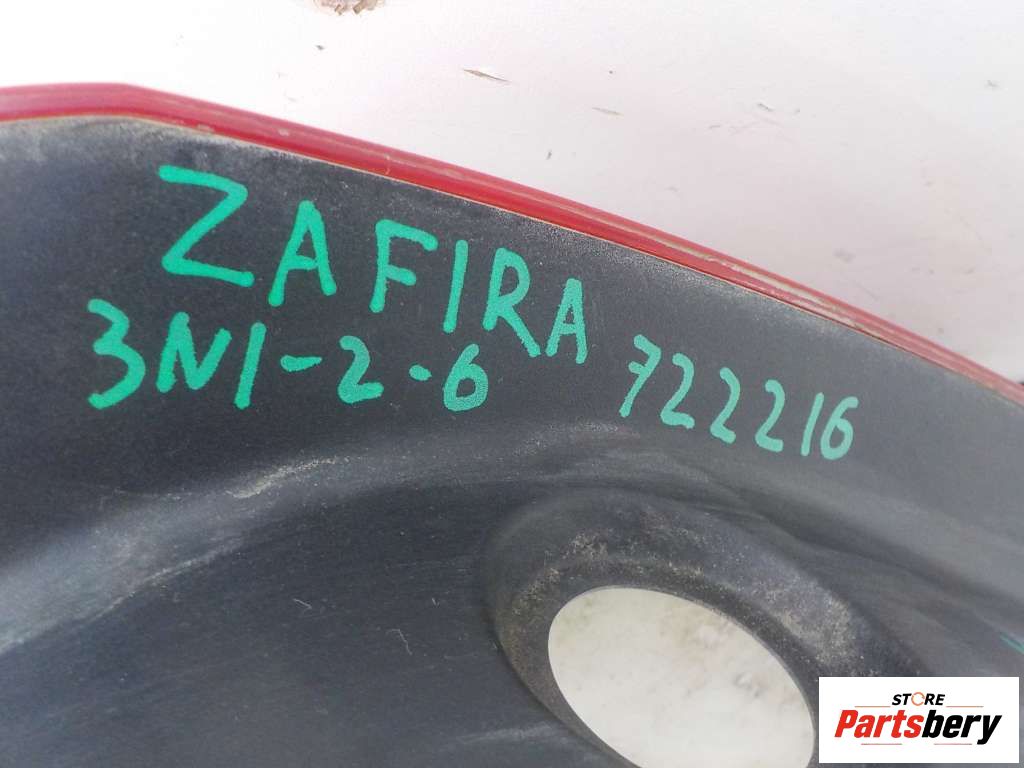 ZAFIRA
3N1-2-6 722216
STORE
Partsbery